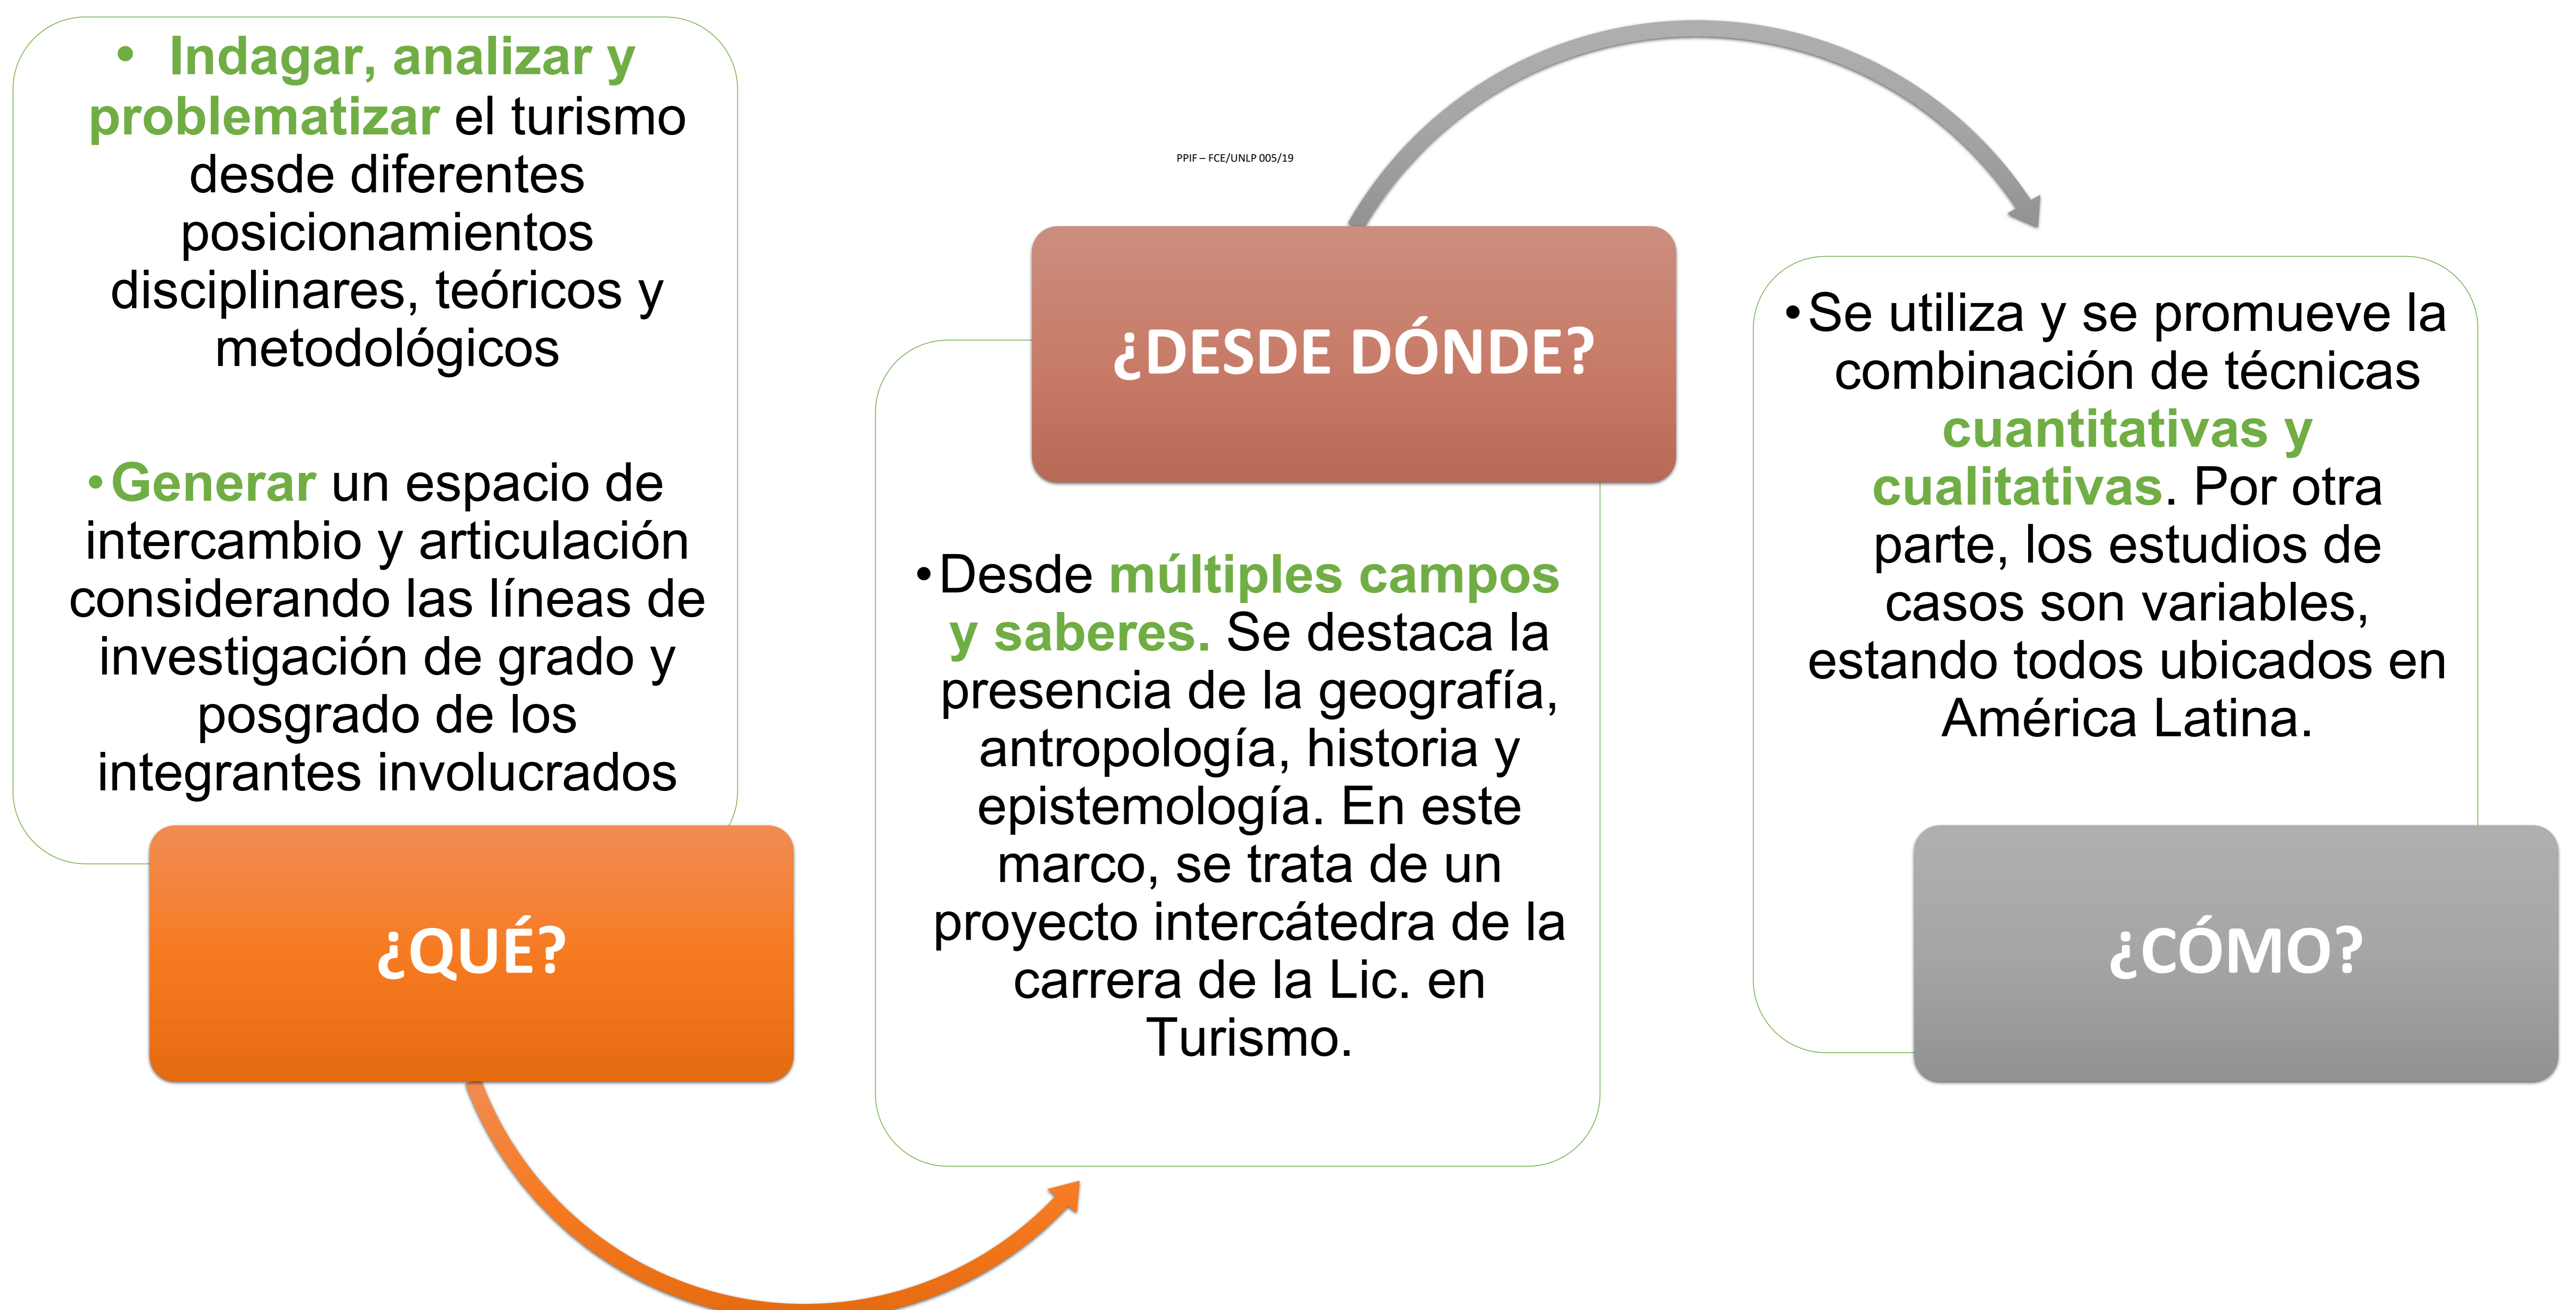 • Indagar, analizar y
problematizar el turismo
desde diferentes
posicionamientos
disciplinares, teóricos y
metodológicos
• Generar un espacio de
intercambio y articulación
considerando las líneas de
investigación de grado y
posgrado de los
integrantes involucrados
¿QUÉ?
PPIF – FCE/UNLP 005/19
¿DESDE DÓNDE?
• Desde múltiples campos
y saberes. Se destaca la
presencia de la geografía,
antropología, historia y
epistemología. En este
marco, se trata de un
proyecto intercátedra de la
carrera de la Lic. en
Turismo.
• Se utiliza y se promueve la
combinación de técnicas
cuantitativas y
cualitativas. Por otra
parte, los estudios de
casos son variables,
estando todos ubicados en
América Latina.
¿CÓMO?